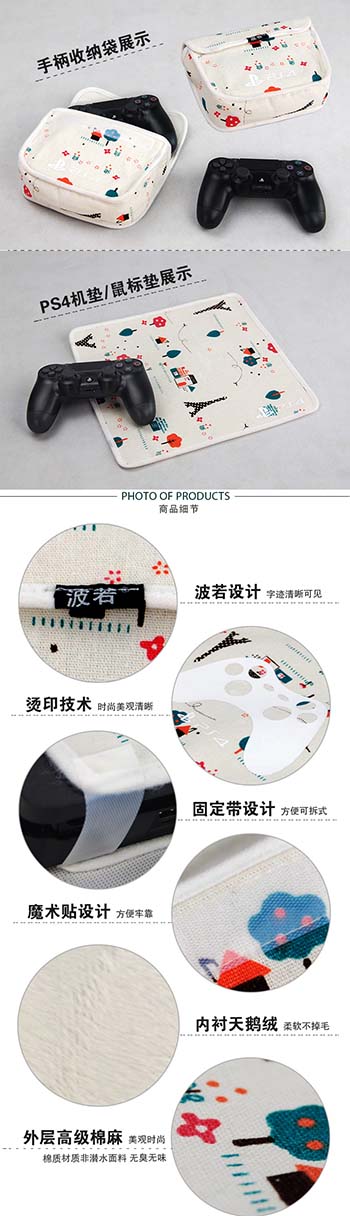 手柄收纳袋展示
PS4机垫/鼠标垫展示
PHOTO OF PRODUCTS
商品细节
波若
波若设计 字迹清晰可见
烫印技术 时尚美观清晰
固定带设计 方便可拆式
魔术贴设计 方便牢靠
内衬天鹅绒 柔软不掉毛
外层高级棉麻 美观时尚
棉质材质非潜水面料 无臭无味